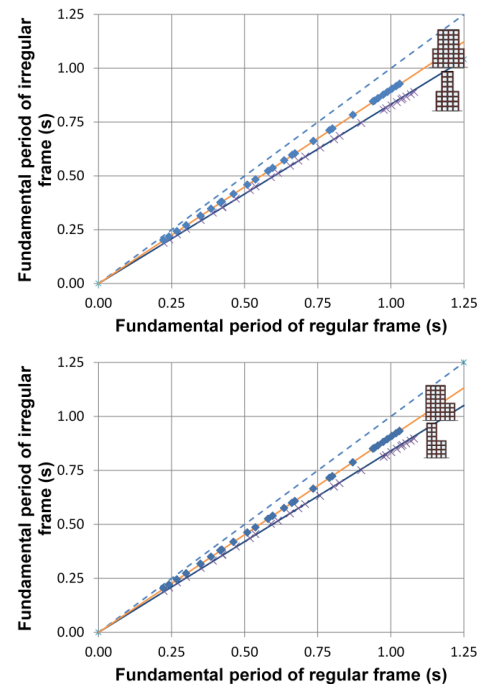 1.25
1.00
0.75
0.50
0.25
0.00
0.00 0.25 0.50 0.75 1.00 1.25
Fundamental period of irregular
frame (s)
Fundamental period of regular frame (s)
1.25
1.00
0.75
0.50
0.25
0.00
0.00 0.25 0.50 0.75 1.00 1.25
Fundamental period of irregular
frame (s)
Fundamental period of regular frame (s)